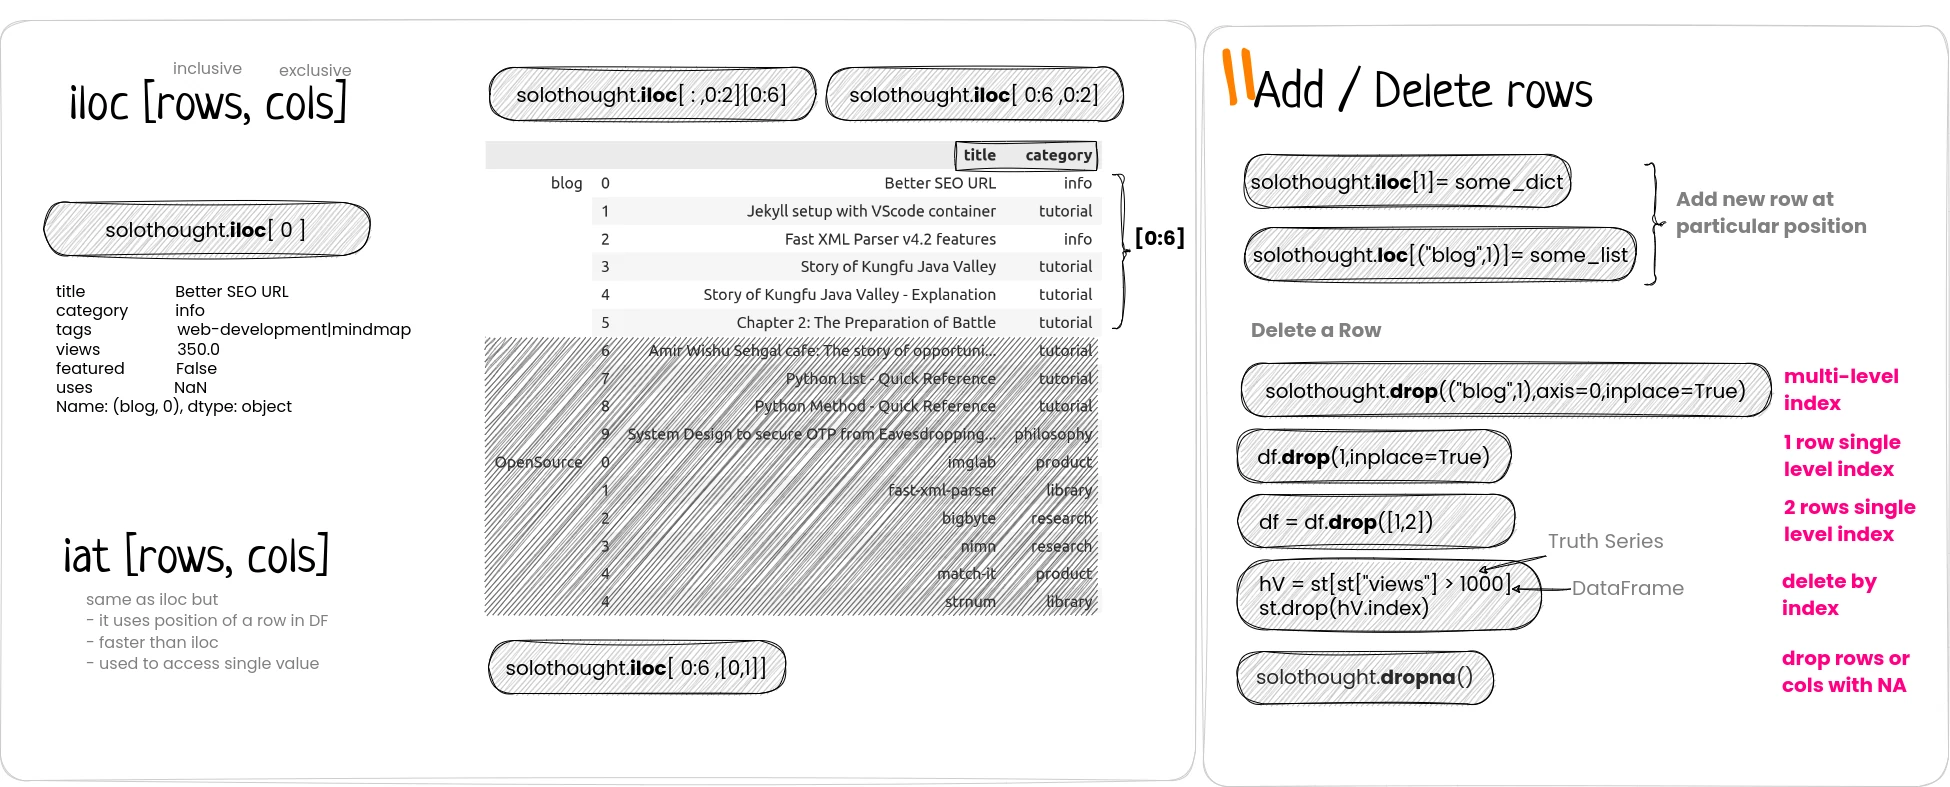 inclusive exclusive
iloc [rows, cols]
solothought.iloc[ 0 ]
title Better SEO URL
category info
tags web-development|mindmap
views 350.0
featured False
uses NaN
Name: (blog, 0), dtype: object
iat [rows, cols]
same as iloc but
- it uses position of a row in DF
- faster than iloc
- used to access single value
solothought.iloc[ : ,0:2][0:6]
solothought.iloc[ 0:6 ,0:2]
title category
blog 0 Better SEO URL info
1 Jekyll setup with VScode container tutorial
2 Fast XML Parser v4.2 features info
3 Story of Kungfu Java Valley tutorial
4 Story of Kungfu Java Valley - Explanation tutorial
5 Chapter 2: The Preparation of Battle tutorial
[0:6]
6 Amir Wishu Sehgal cafe: The story of opportuni... tutorial
7 Python List - Quick Reference tutorial
8 Python Method - Quick Reference tutorial
9 System Design to secure OTP from Eavesdropping... philosophy
OpenSource 0 imglab product
1 fast-xml-parser library
2 bigbyte research
3 nimn research
4 match-it product
4 strnum library
solothought.iloc[ 0:6 ,[0,1]]
Add / Delete rows
solothought.iloc[1]= some_dict
solothought.loc[("blog",1)]= some_list
Add new row at
particular position
Delete a Row
solothought.drop(("blog",1),axis=0,inplace=True)
multi-level
index
df.drop(1,inplace=True)
1 row single
level index
df = df.drop([1,2])
2 rows single
level index
Truth Series
hV = st[st["views"] > 1000]
st.drop(hV.index)
DataFrame
delete by
index
solothought.dropna()
drop rows or
cols with NA